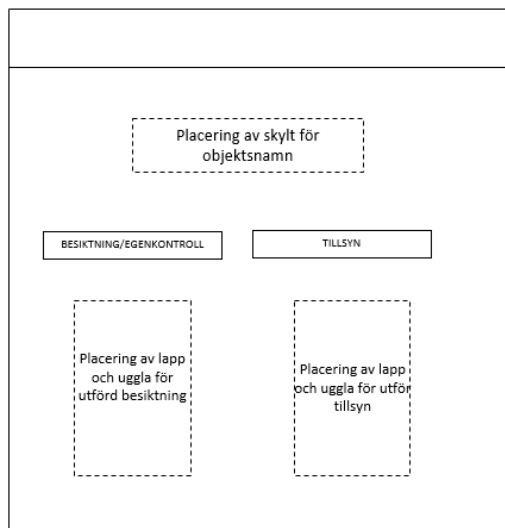 Placering av skylt för
objektsnamn
BESIKTNING/EGENKONTROLL
TILLSYN
Placering av lapp
och uggla för
utförd besiktning
Placering av lapp
och uggla för utför
tillsyn